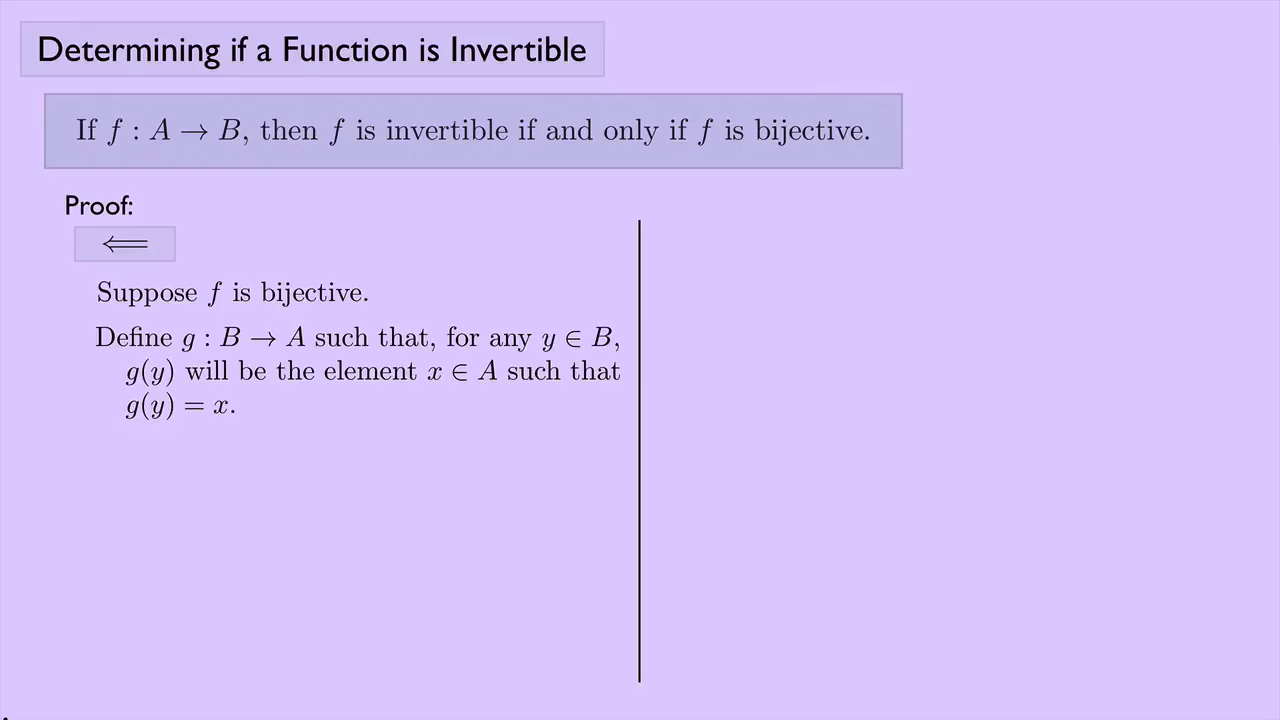 Determining if a Function is Invertible
If f : A → B, then f is invertible if and only if f is bijective.
Proof:
⟸
Suppose f is bijective.
Define g : B → A such that, for any y ∈ B,
g(y) will be the element x ∈ A such that
g(y) = x.